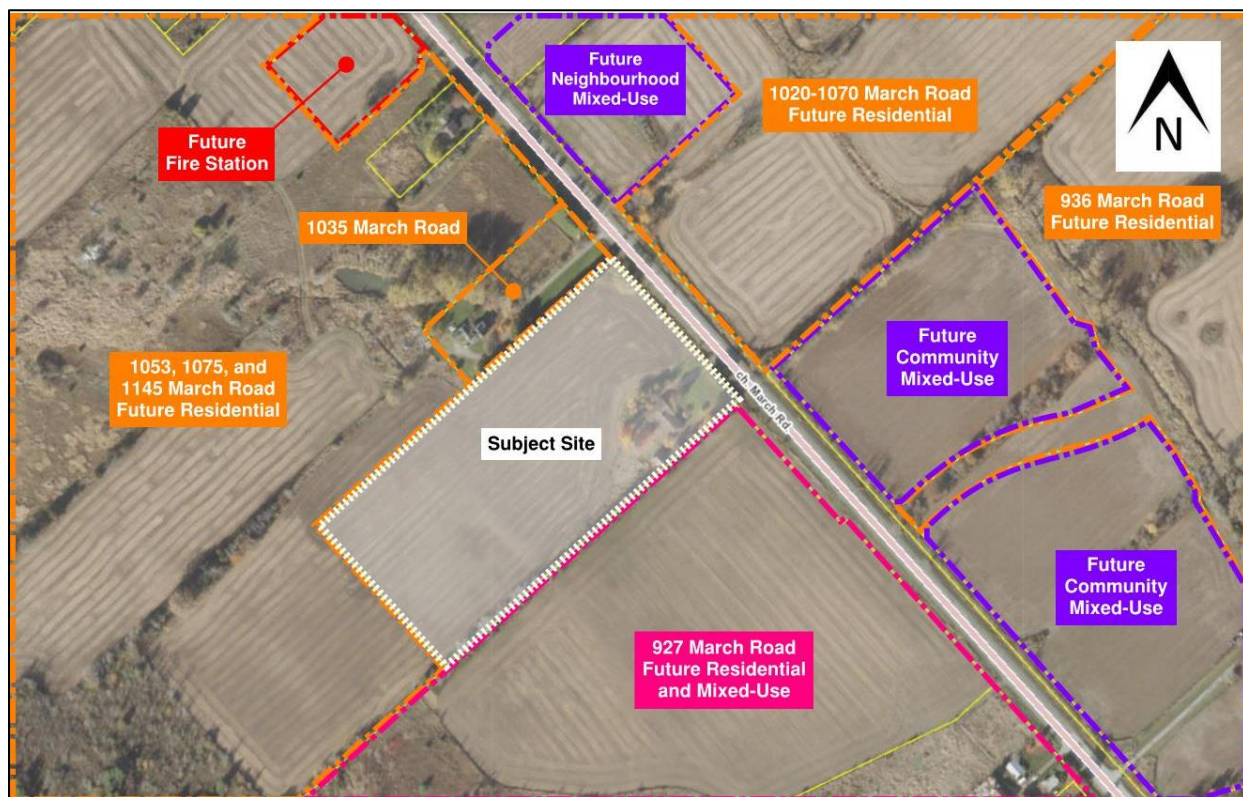 Future
Neighbourhood
Mixed-Use
1020-1070 March Road
Future Residential
N
Future
Fire Station
936 March Road
Future Residential
1035 March Road
Future
Community
Mixed-Use
1053, 1075, and
1145 March Road
Future Residential
ch. March Rd.
Subject Site
Future
Community
Mixed-Use
927 March Road
Future Residential
and Mixed-Use